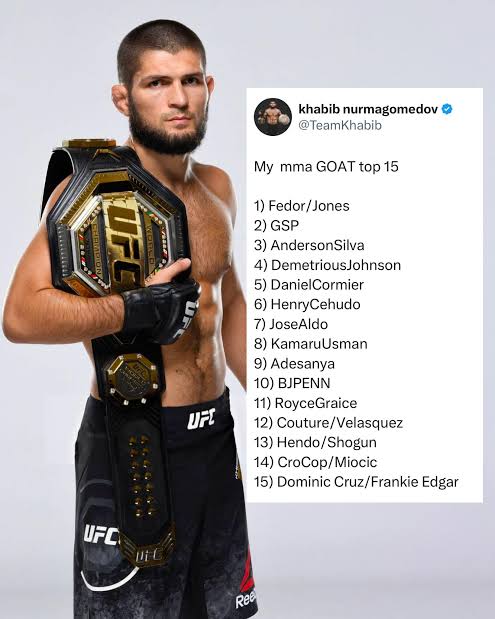 khabib nurmagomedov
@TeamKhabib
My mma GOAT top 15
1) Fedor/Jones
2) GSP
3) AndersonSilva
4) DemetriousJohnson
5) DanielCormier
6) HenryCehudo
7) JoseAldo
8) KamaruUsman
9) Adesanya
10) BJPENN
11) RoyceGraice
12) Couture/Velasquez
13) Hendo/Shogun
14) CroCop/Miocic
15) Dominic Cruz/Frankie Edgar
UFC
UFC
UFC
UFC
UFC
Reebok